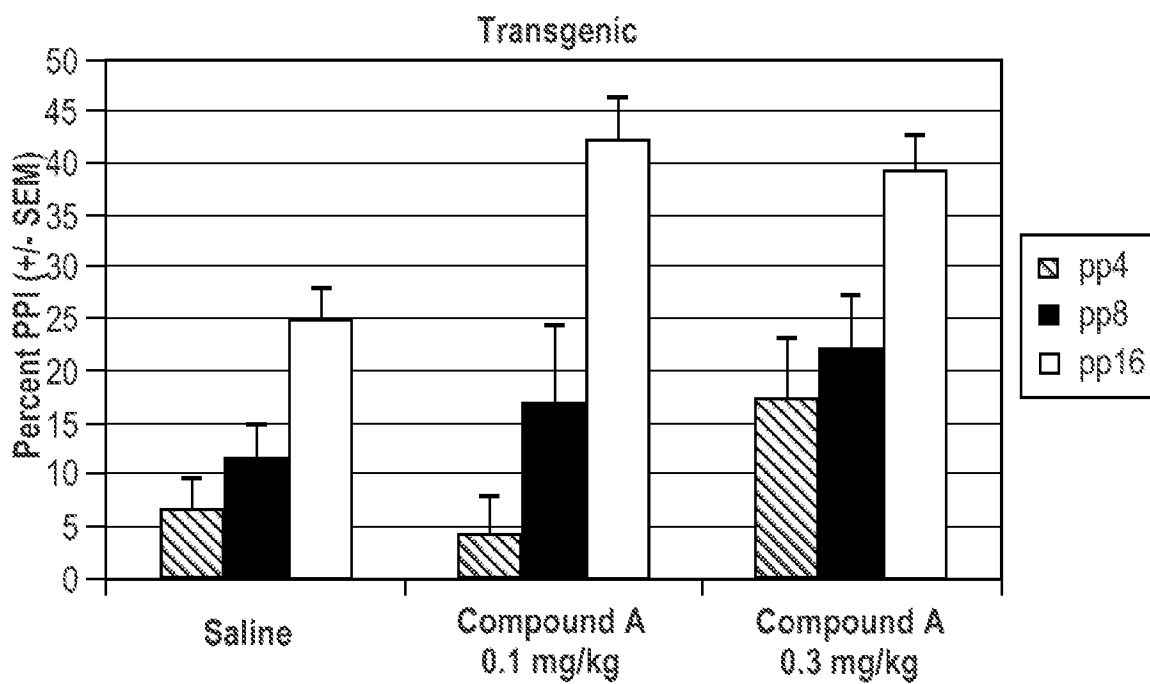 Transgenic
Percent PPI (+/- SEM)
50
45
40
35
30
25
20
15
10
5
0
Saline
Compound A
0.1 mg/kg
Compound A
0.3 mg/kg
pp4
pp8
pp16